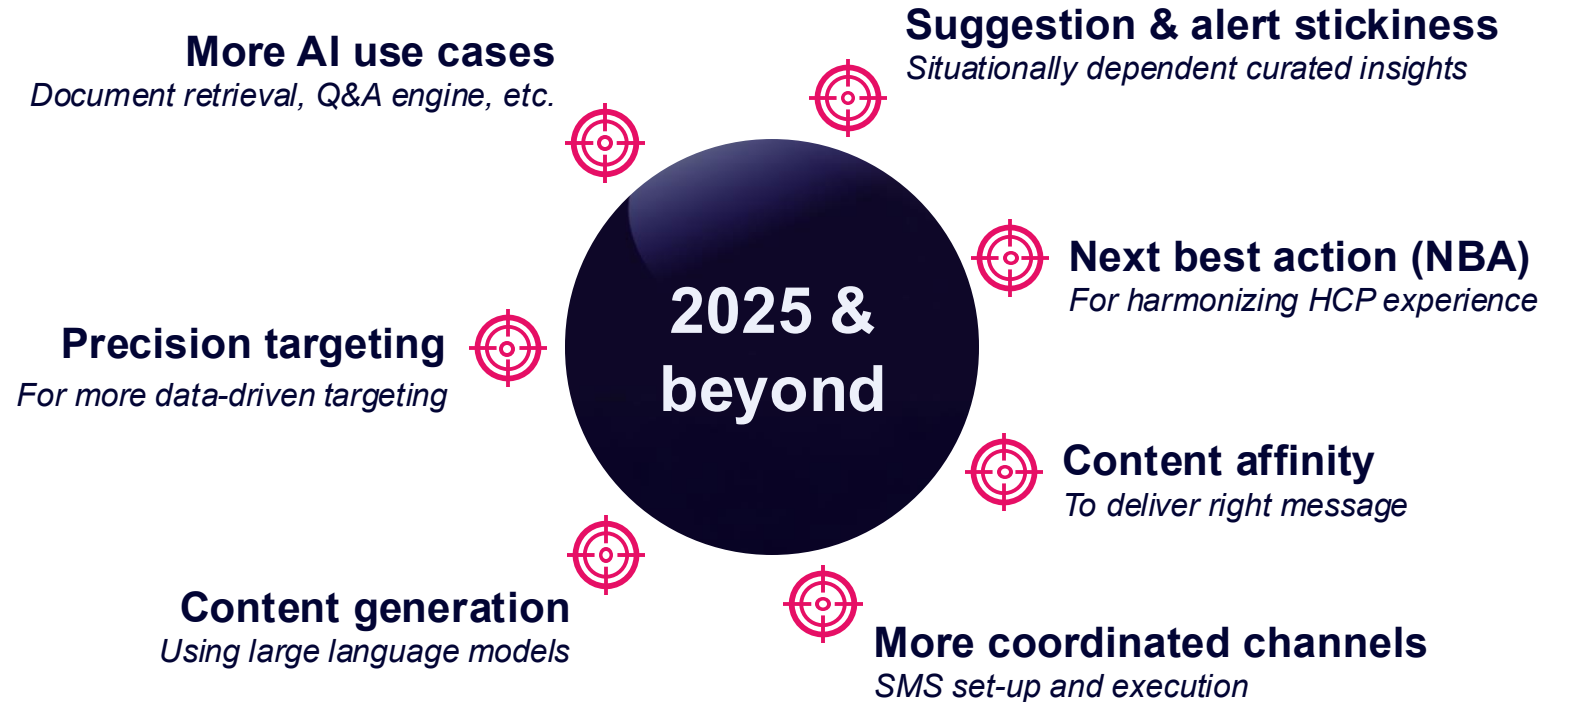 More AI use cases
Document retrieval, Q&A engine, etc.
Suggestion & alert stickiness
Situationally dependent curated insights
Next best action (NBA)
For harmonizing HCP experience
2025 &
beyond
Precision targeting
For more data-driven targeting
Content affinity
To deliver right message
Content generation
Using large language models
More coordinated channels
SMS set-up and execution